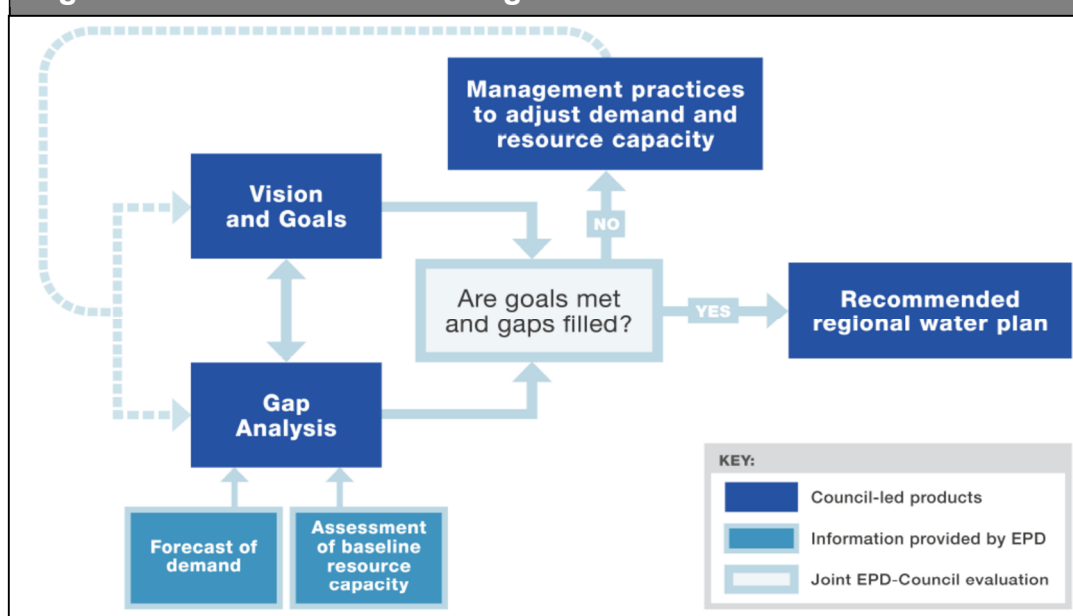 Management practices
to adjust demand and
resource capacity
Vision
and Goals
NO
Are goals met
and gaps filled?
YES
Recommended
regional water plan
Gap
Analysis
Forecast of
demand
Assessment
of baseline
resource
capacity
KEY:
Council-led products
Information provided by EPD
Joint EPD-Council evaluation